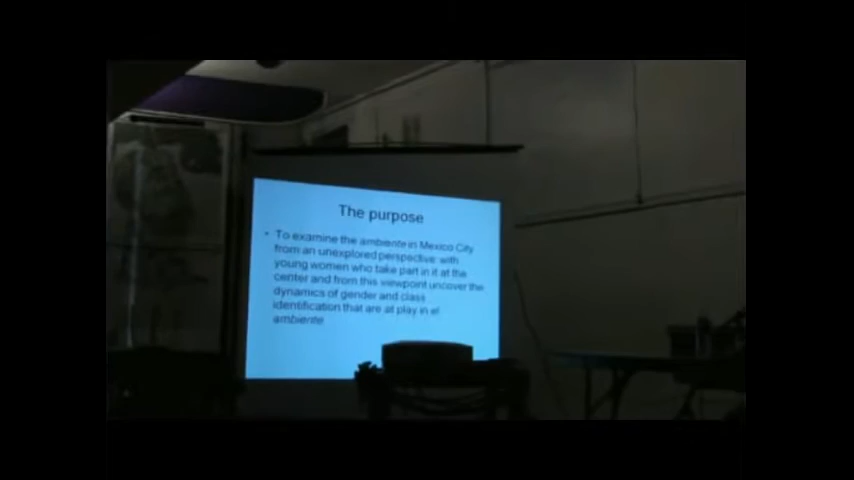 The purpose
• To examine the ambiente in Mexico City
from an unexplored perspective: with
young women who take part in it at the
center and from this viewpoint uncover the
dynamics of gender and class
identification that are at play in el
ambiente